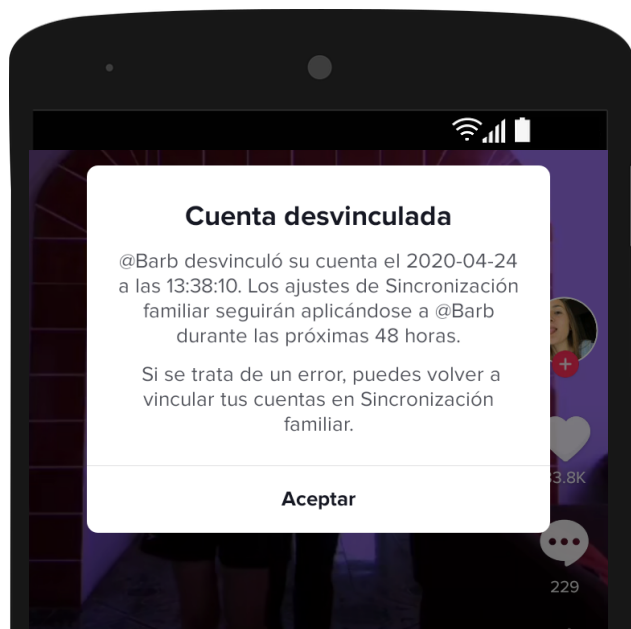 Cuenta desvinculada
@Barb desvinculó su cuenta el 2020-04-24
a las 13:38:10. Los ajustes de Sincronización
familiar seguirán aplicándose a @Barb
durante las próximas 48 horas.
Si se trata de un error, puedes volver a
vincular tus cuentas en Sincronización
familiar.
Aceptar
3.8K
229